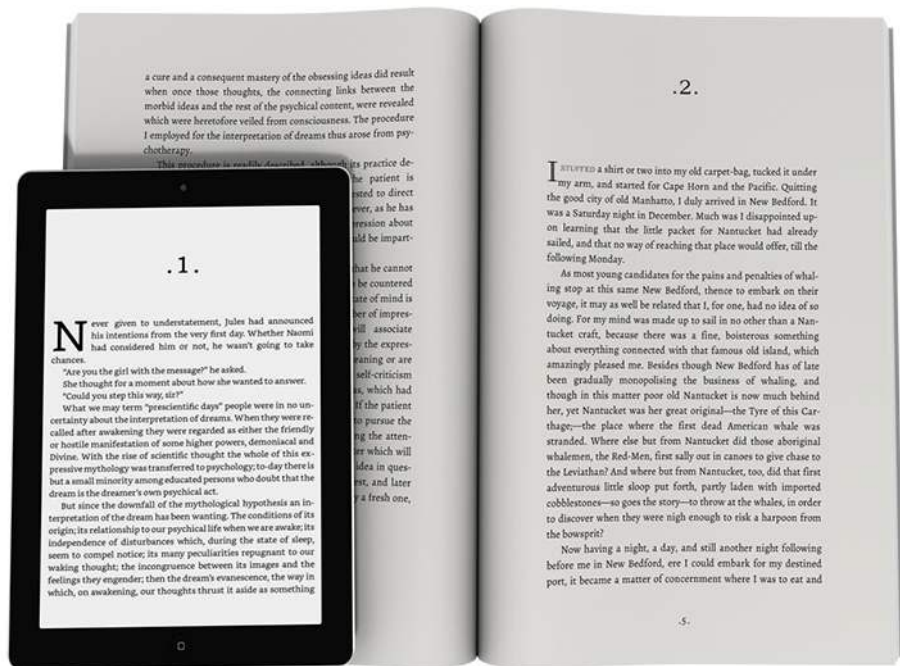 a cure and a consequent mastery of the obsessing ideas did result
when once those thoughts, the connecting links between the
morbid ideas and the rest of the psychical content, were revealed
which were heretofore veiled from consciousness. The procedure
I employed for the interpretation of dreams thus arose from psy-
chotherapy.
This procedure is readily described, although its practice de-
he patient is
ested to direct
ever, as he has
ression about
uld be impart-
that he cannot
be countered
ate of mind is
ber of impres-
will associate
by the expres-
eaning or are
self-criticism
as, which had
If the patient
to pursue the
ng the atten-
er which will
idea in ques-
est, and later
y a fresh one,
.1.
Never given to understatement, Jules had announced
his intentions from the very first day. Whether Naomi
had considered him or not, he wasn't going to take
chances.
"Are you the girl with the message?" he asked.
She thought for a moment about how she wanted to answer.
"Could you step this way, sir?"
What we may term "prescientific days" people were in no un-
certainty about the interpretation of dreams. When they were re-
called after awakening they were regarded as either the friendly
or hostile manifestation of some higher powers, demoniacal and
Divine. With the rise of scientific thought the whole of this ex-
pressive mythology was transferred to psychology; to-day there is
but a small minority among educated persons who doubt that the
dream is the dreamer's own psychical act.
But since the downfall of the mythological hypothesis an in-
terpretation of the dream has been wanting. The conditions of its
origin; its relationship to our psychical life when we are awake; its
independence of disturbances which, during the state of sleep,
seem to compel notice; its many peculiarities repugnant to our
waking thought; the incongruence between its images and the
feelings they engender; then the dream's evanescence, the way in
which, on awakening, our thoughts thrust it aside as something
.2.
I STUFFED a shirt or two into my old carpet-bag, tucked it under
my arm, and started for Cape Horn and the Pacific. Quitting
the good city of old Manhatto, I duly arrived in New Bedford. It
was a Saturday night in December. Much was I disappointed up-
on learning that the little packet for Nantucket had already
sailed, and that no way of reaching that place would offer, till the
following Monday.
As most young candidates for the pains and penalties of whal-
ing stop at this same New Bedford, thence to embark on their
voyage, it may as well be related that I, for one, had no idea of so
doing. For my mind was made up to sail in no other than a Nan-
tucket craft, because there was a fine, boisterous something
about everything connected with that famous old island, which
amazingly pleased me. Besides though New Bedford has of late
been gradually monopolising the business of whaling, and
though in this matter poor old Nantucket is now much behind
her, yet Nantucket was her great original—the Tyre of this Car-
thage;—the place where the first dead American whale was
stranded. Where else but from Nantucket did those aboriginal
whalemen, the Red-Men, first sally out in canoes to give chase to
the Leviathan? And where but from Nantucket, too, did that first
adventurous little sloop put forth, partly laden with imported
cobblestones—so goes the story—to throw at the whales, in order
to discover when they were nigh enough to risk a harpoon from
the bowsprit?
Now having a night, a day, and still another night following
before me in New Bedford, ere I could embark for my destined
port, it became a matter of concernment where I was to eat and
.5.